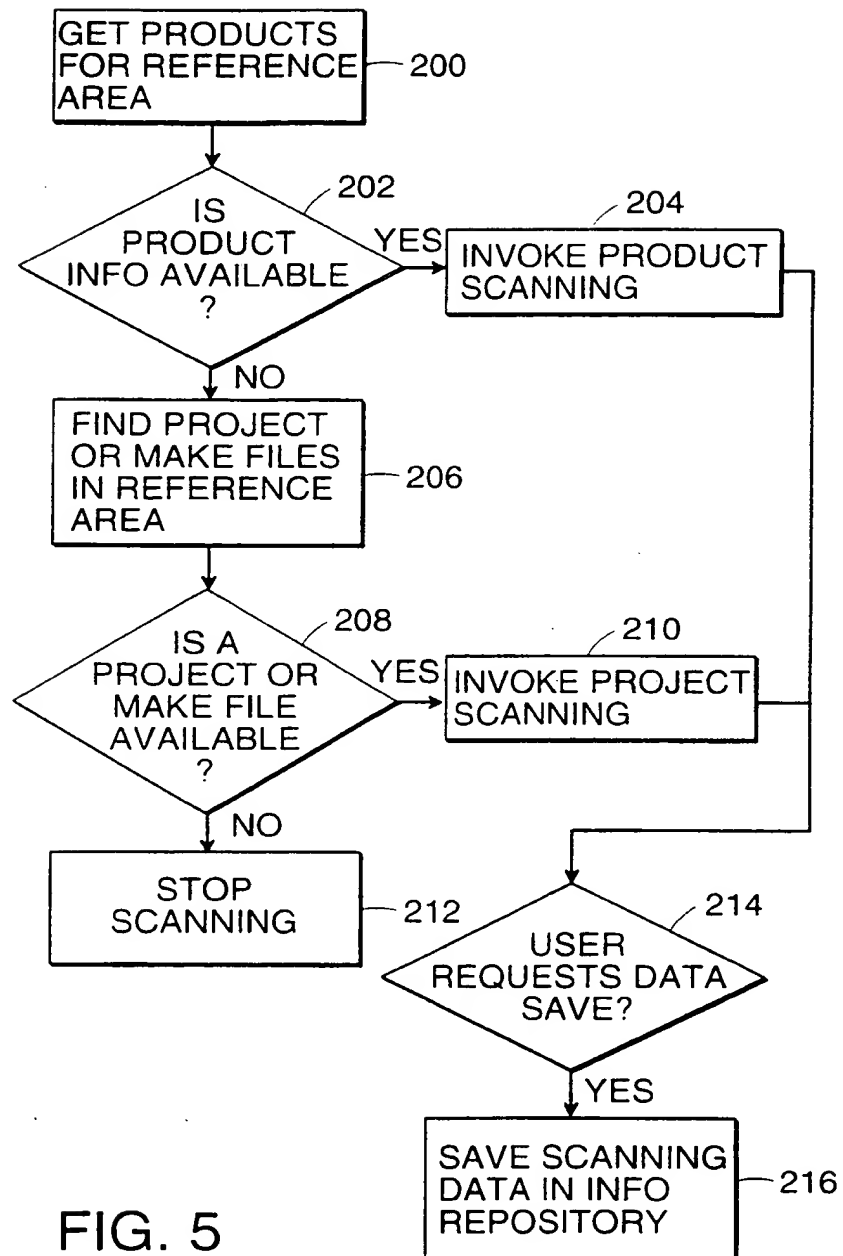 GET PRODUCTS
FOR REFERENCE
AREA
200
202
IS
PRODUCT
INFO AVAILABLE
?
YES
204
INVOKE PRODUCT
SCANNING
NO
FIND PROJECT
OR MAKE FILES
IN REFERENCE
AREA
206
208
IS A
PROJECT OR
MAKE FILE
AVAILABLE
?
YES
210
INVOKE PROJECT
SCANNING
NO
STOP
SCANNING
212
214
USER
REQUESTS DATA
SAVE?
YES
SAVE SCANNING
DATA IN INFO
REPOSITORY
216
FIG. 5